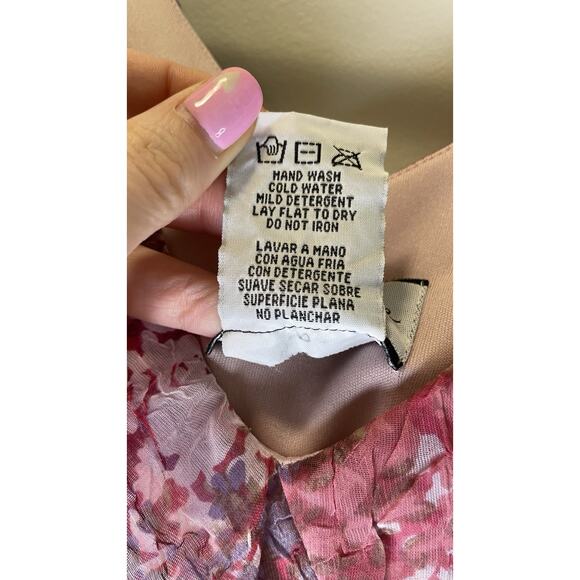 HAND WASH
COLD WATER
MILD DETERGENT
LAY FLAT TO DRY
DO NOT IRON
LAVAR A MANO
CON AGUA FRIA
CON DETERGENTE
SUAVE SECAR SOBRE
SUPERFICIE PLANA
NO PLANCHAR